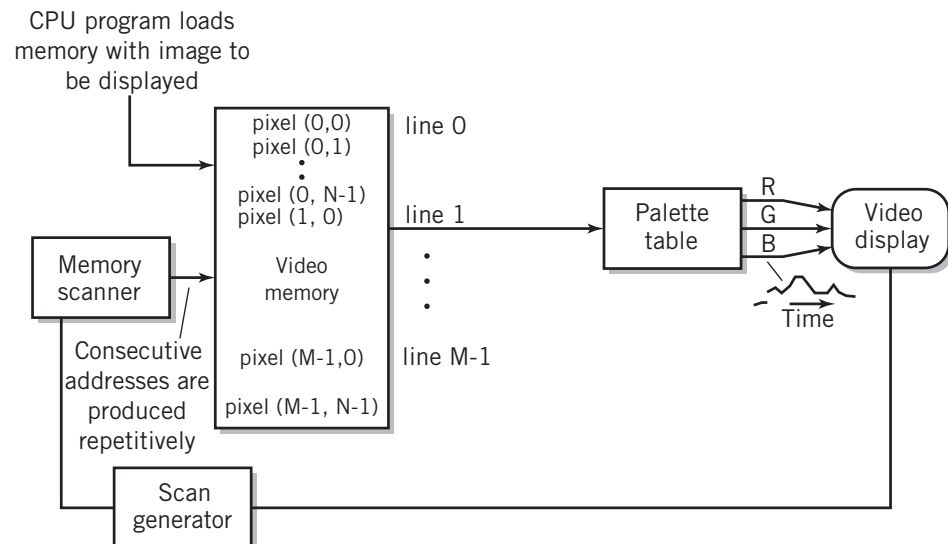 CPU program loads
memory with image to
be displayed
pixel (0,0)
pixel (0,1)
pixel (0, N-1)
pixel (1, 0)
Video
memory
pixel (M-1,0)
pixel (M-1, N-1)
line 0
line 1
line M-1
Memory
scanner
Consecutive
addresses are
produced
repetitively
Scan
generator
Palette
table
R
G
B
Time
Video
display